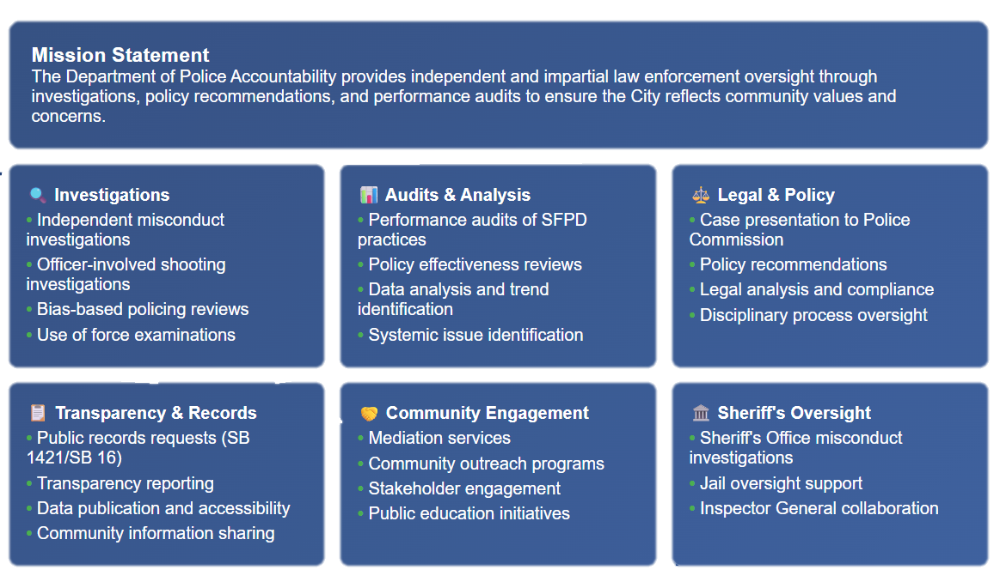 Mission Statement
The Department of Police Accountability provides independent and impartial law enforcement oversight through
investigations, policy recommendations, and performance audits to ensure the City reflects community values and
concerns.
Investigations
• Independent misconduct
investigations
• Officer-involved shooting
investigations
• Bias-based policing reviews
• Use of force examinations
Audits & Analysis
• Performance audits of SFPD
practices
• Policy effectiveness reviews
• Data analysis and trend
identification
• Systemic issue identification
Legal & Policy
• Case presentation to Police
Commission
• Policy recommendations
• Legal analysis and compliance
• Disciplinary process oversight
Transparency & Records
• Public records requests (SB
1421/SB 16)
• Transparency reporting
• Data publication and accessibility
• Community information sharing
Community Engagement
• Mediation services
• Community outreach programs
• Stakeholder engagement
• Public education initiatives
Sheriff's Oversight
• Sheriff's Office misconduct
investigations
• Jail oversight support
• Inspector General collaboration